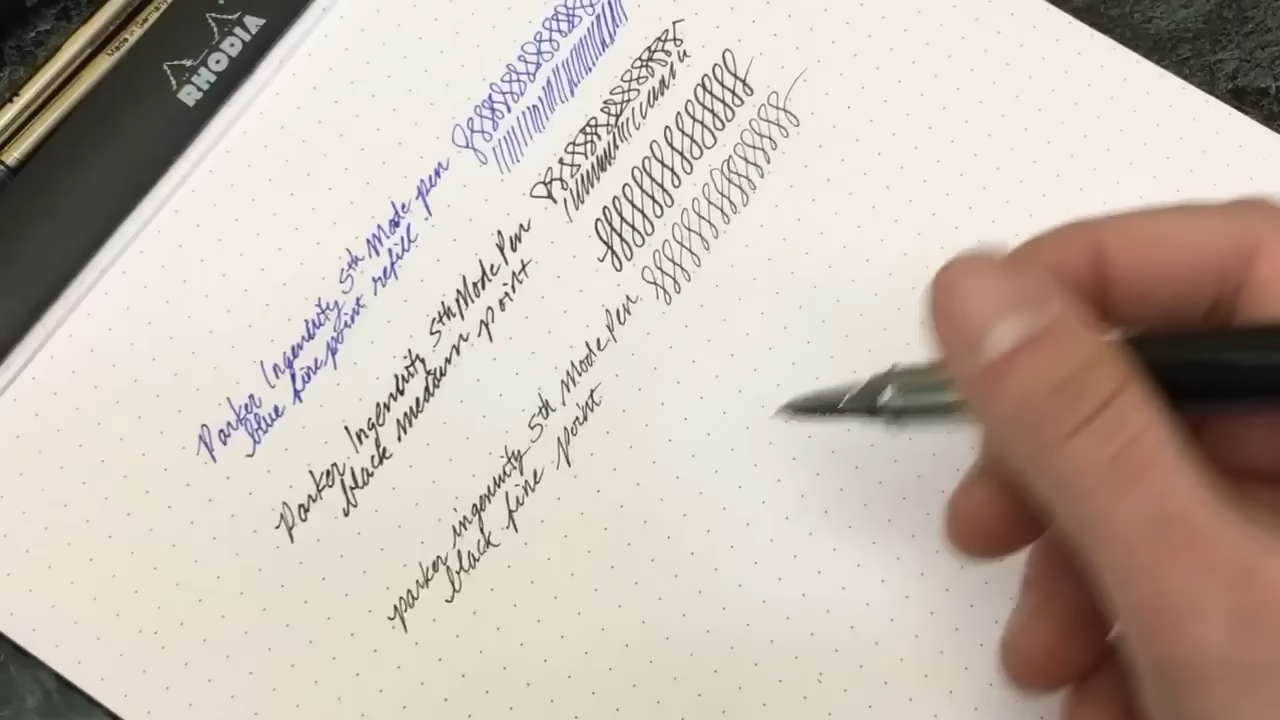 Made in Germany
RHODIA
Parker Ingenuity 5th Mode pen
blue fine point refill.
Parker Ingenuity 5th Mode Pen
black medium point
parker ingenuity 5th Mode Pen.
black fine point